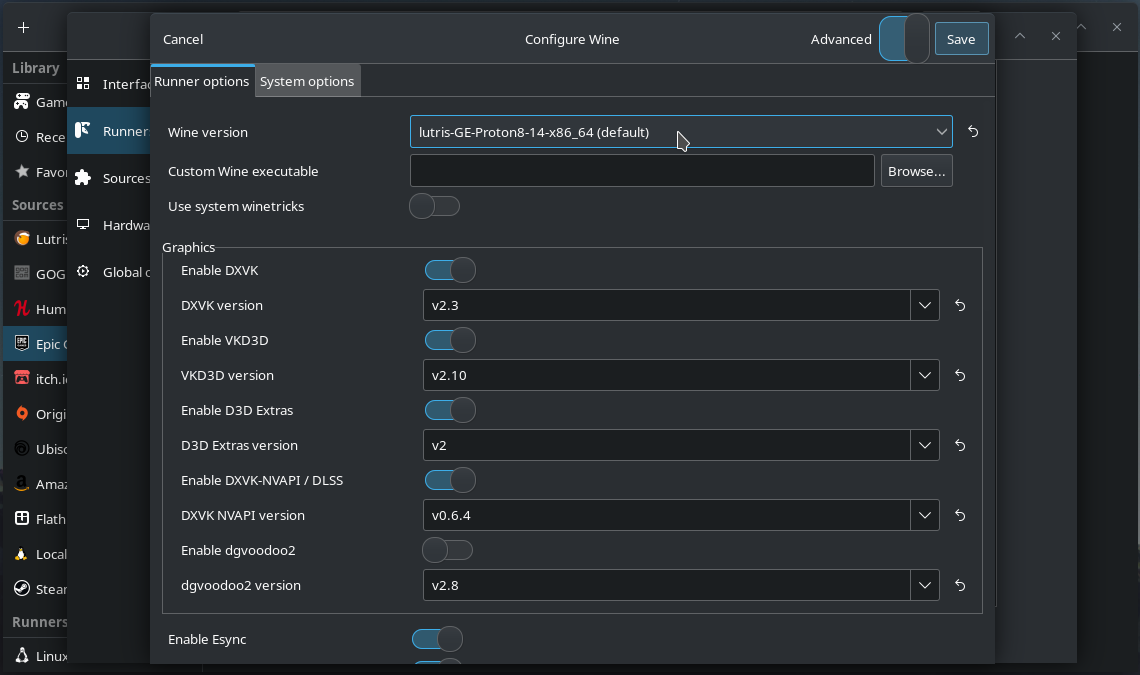 Cancel
Configure Wine
Advanced
Save
Library
Runner options
System options
Interfac
Gam
Wine version
lutris-GE-Proton8-14-x86_64 (default)
Runner
Rece
Custom Wine executable
Browse...
Favo
Sources
Use system winetricks
Sources
Hardwa
Lutri
Graphics
Enable DXVK
GOG
Global o
DXVK version
v2.3
Hum
Enable VKD3D
Epic G
VKD3D version
v2.10
itch.i
Enable D3D Extras
Origi
D3D Extras version
v2
Ubiso
Enable DXVK-NVAPI / DLSS
Amaz
DXVK NVAPI version
v0.6.4
Flath
Enable dgvoodoo2
Local
dgvoodoo2 version
v2.8
Stear
Runners
Enable Esync
Linux